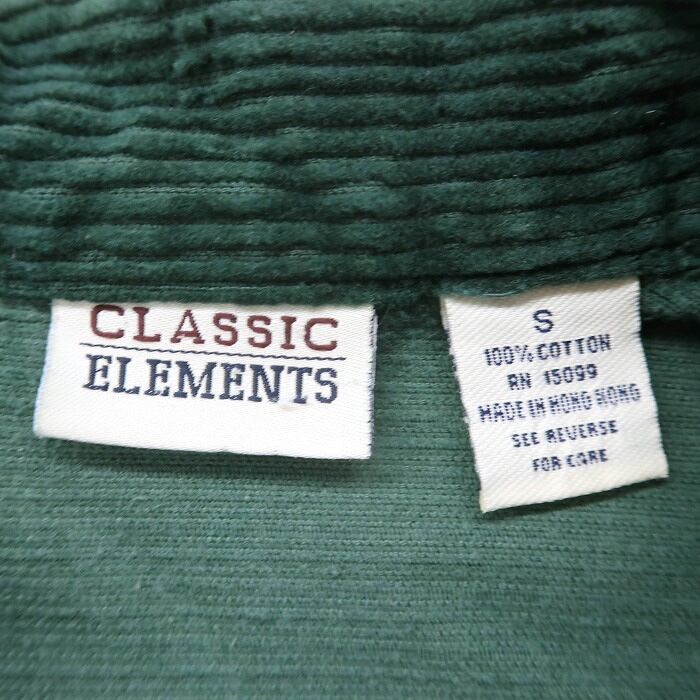 CLASSIC
ELEMENTS
S
100% COTTON
RN 15099
MADE IN HONG KONG
SEE REVERSE
FOR CARE